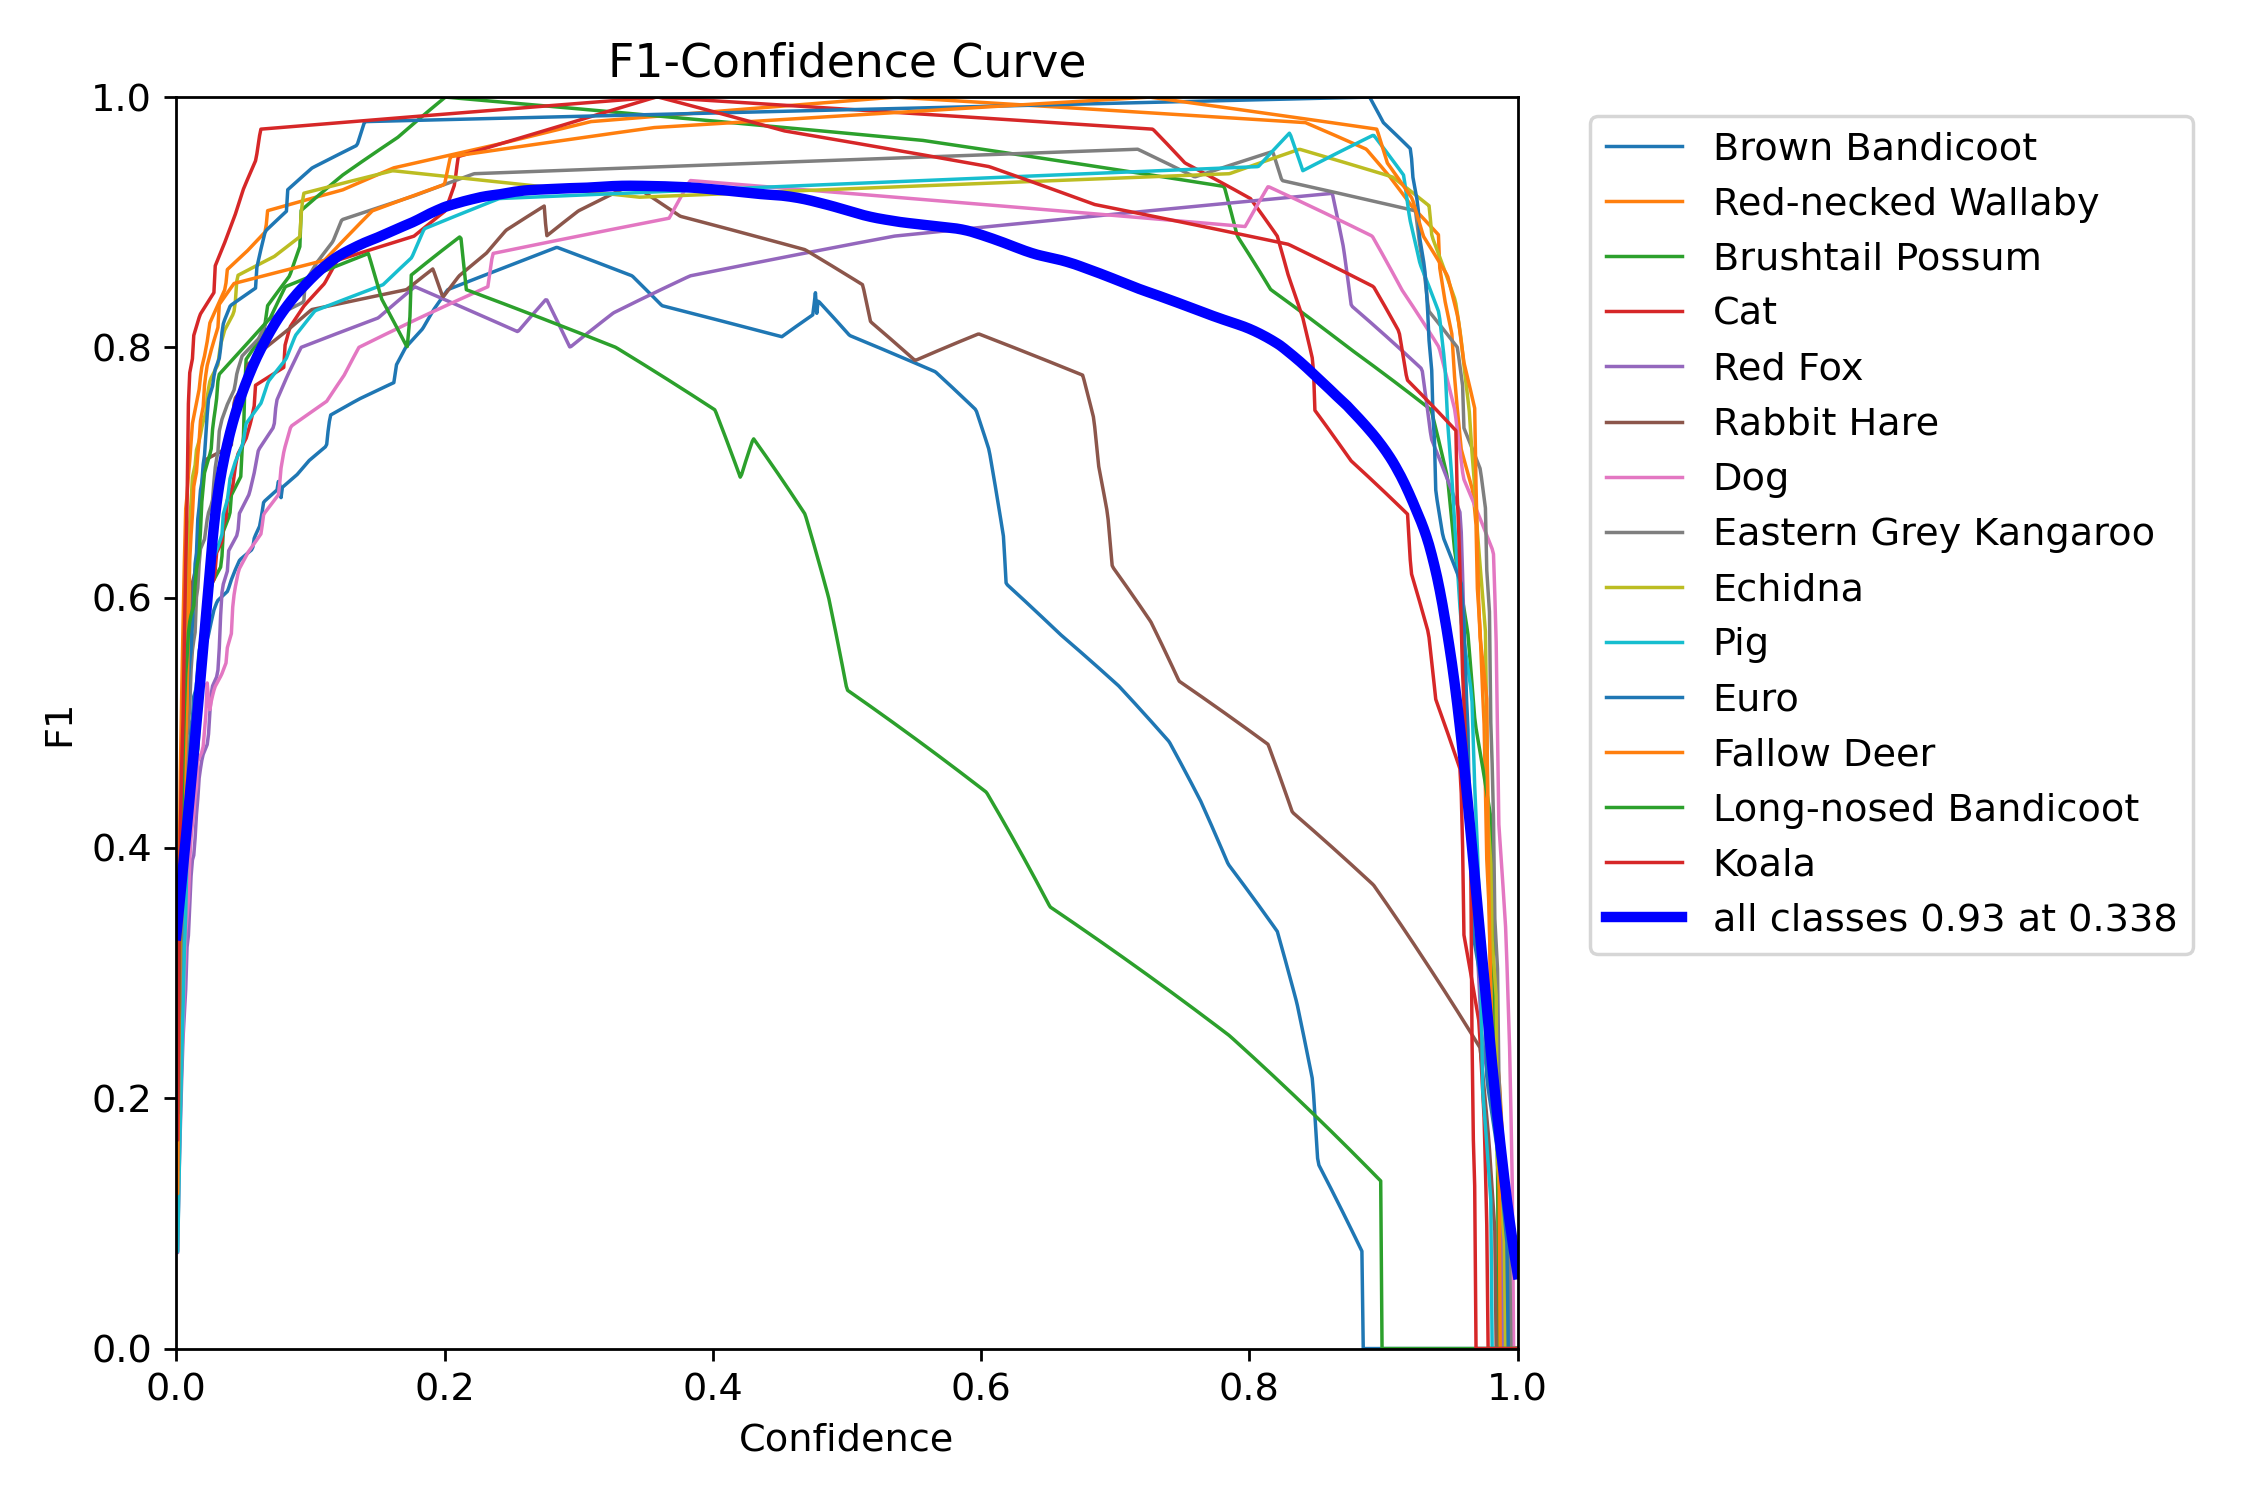 F1-Confidence Curve
1.0
0.8
0.6
0.4
0.2
0.0
F1
0.0 0.2 0.4 0.6 0.8 1.0
Confidence
Brown Bandicoot
Red-necked Wallaby
Brushtail Possum
Cat
Red Fox
Rabbit Hare
Dog
Eastern Grey Kangaroo
Echidna
Pig
Euro
Fallow Deer
Long-nosed Bandicoot
Koala
all classes 0.93 at 0.338